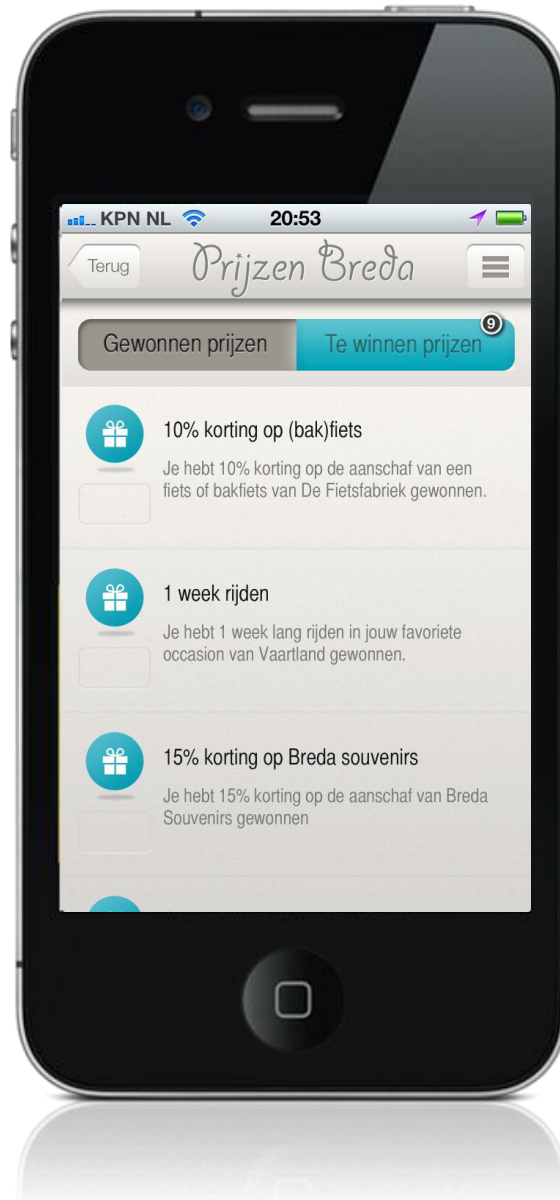 KPN NL 20:53
Terug Prijzen Breda
Gewonnen prijzen Te winnen prijzen 9
10% korting op (bak)fiets
Je hebt 10% korting op de aanschaf van een
fiets of bakfiets van De Fietsfabriek gewonnen.
1 week rijden
Je hebt 1 week lang rijden in jouw favoriete
occasion van Vaartland gewonnen.
15% korting op Breda souvenirs
Je hebt 15% korting op de aanschaf van Breda
Souvenirs gewonnen